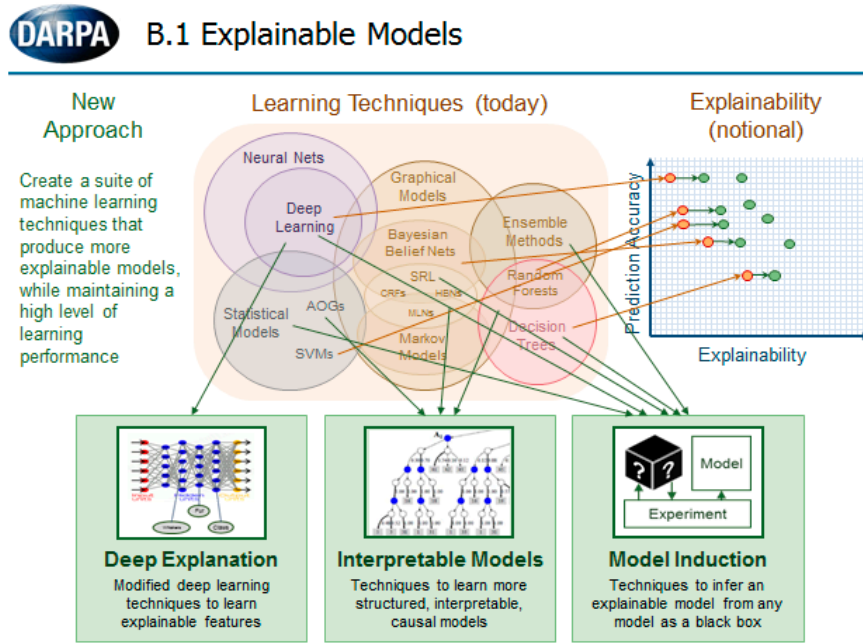 DARPA
B.1 Explainable Models
New
Approach
Create a suite of
machine learning
techniques that
produce more
explainable models,
while maintaining a
high level of
learning
performance
Learning Techniques (today)
Neural Nets
Deep
Learning
Graphical
Models
Bayesian
Belief Nets
Ensemble
Methods
SRL
CRFs
HBNs
Random
Forests
AOGs
MLNs
Statistical
Models
SVMs
Markov
Models
Decision
Trees
Explainability
(notional)
Prediction Accuracy
Explainability
Deep Explanation
Modified deep learning
techniques to learn
explainable features
Interpretable Models
Techniques to learn more
structured, interpretable,
causal models
? ?
Model
Experiment
Model Induction
Techniques to infer an
explainable model from any
model as a black box